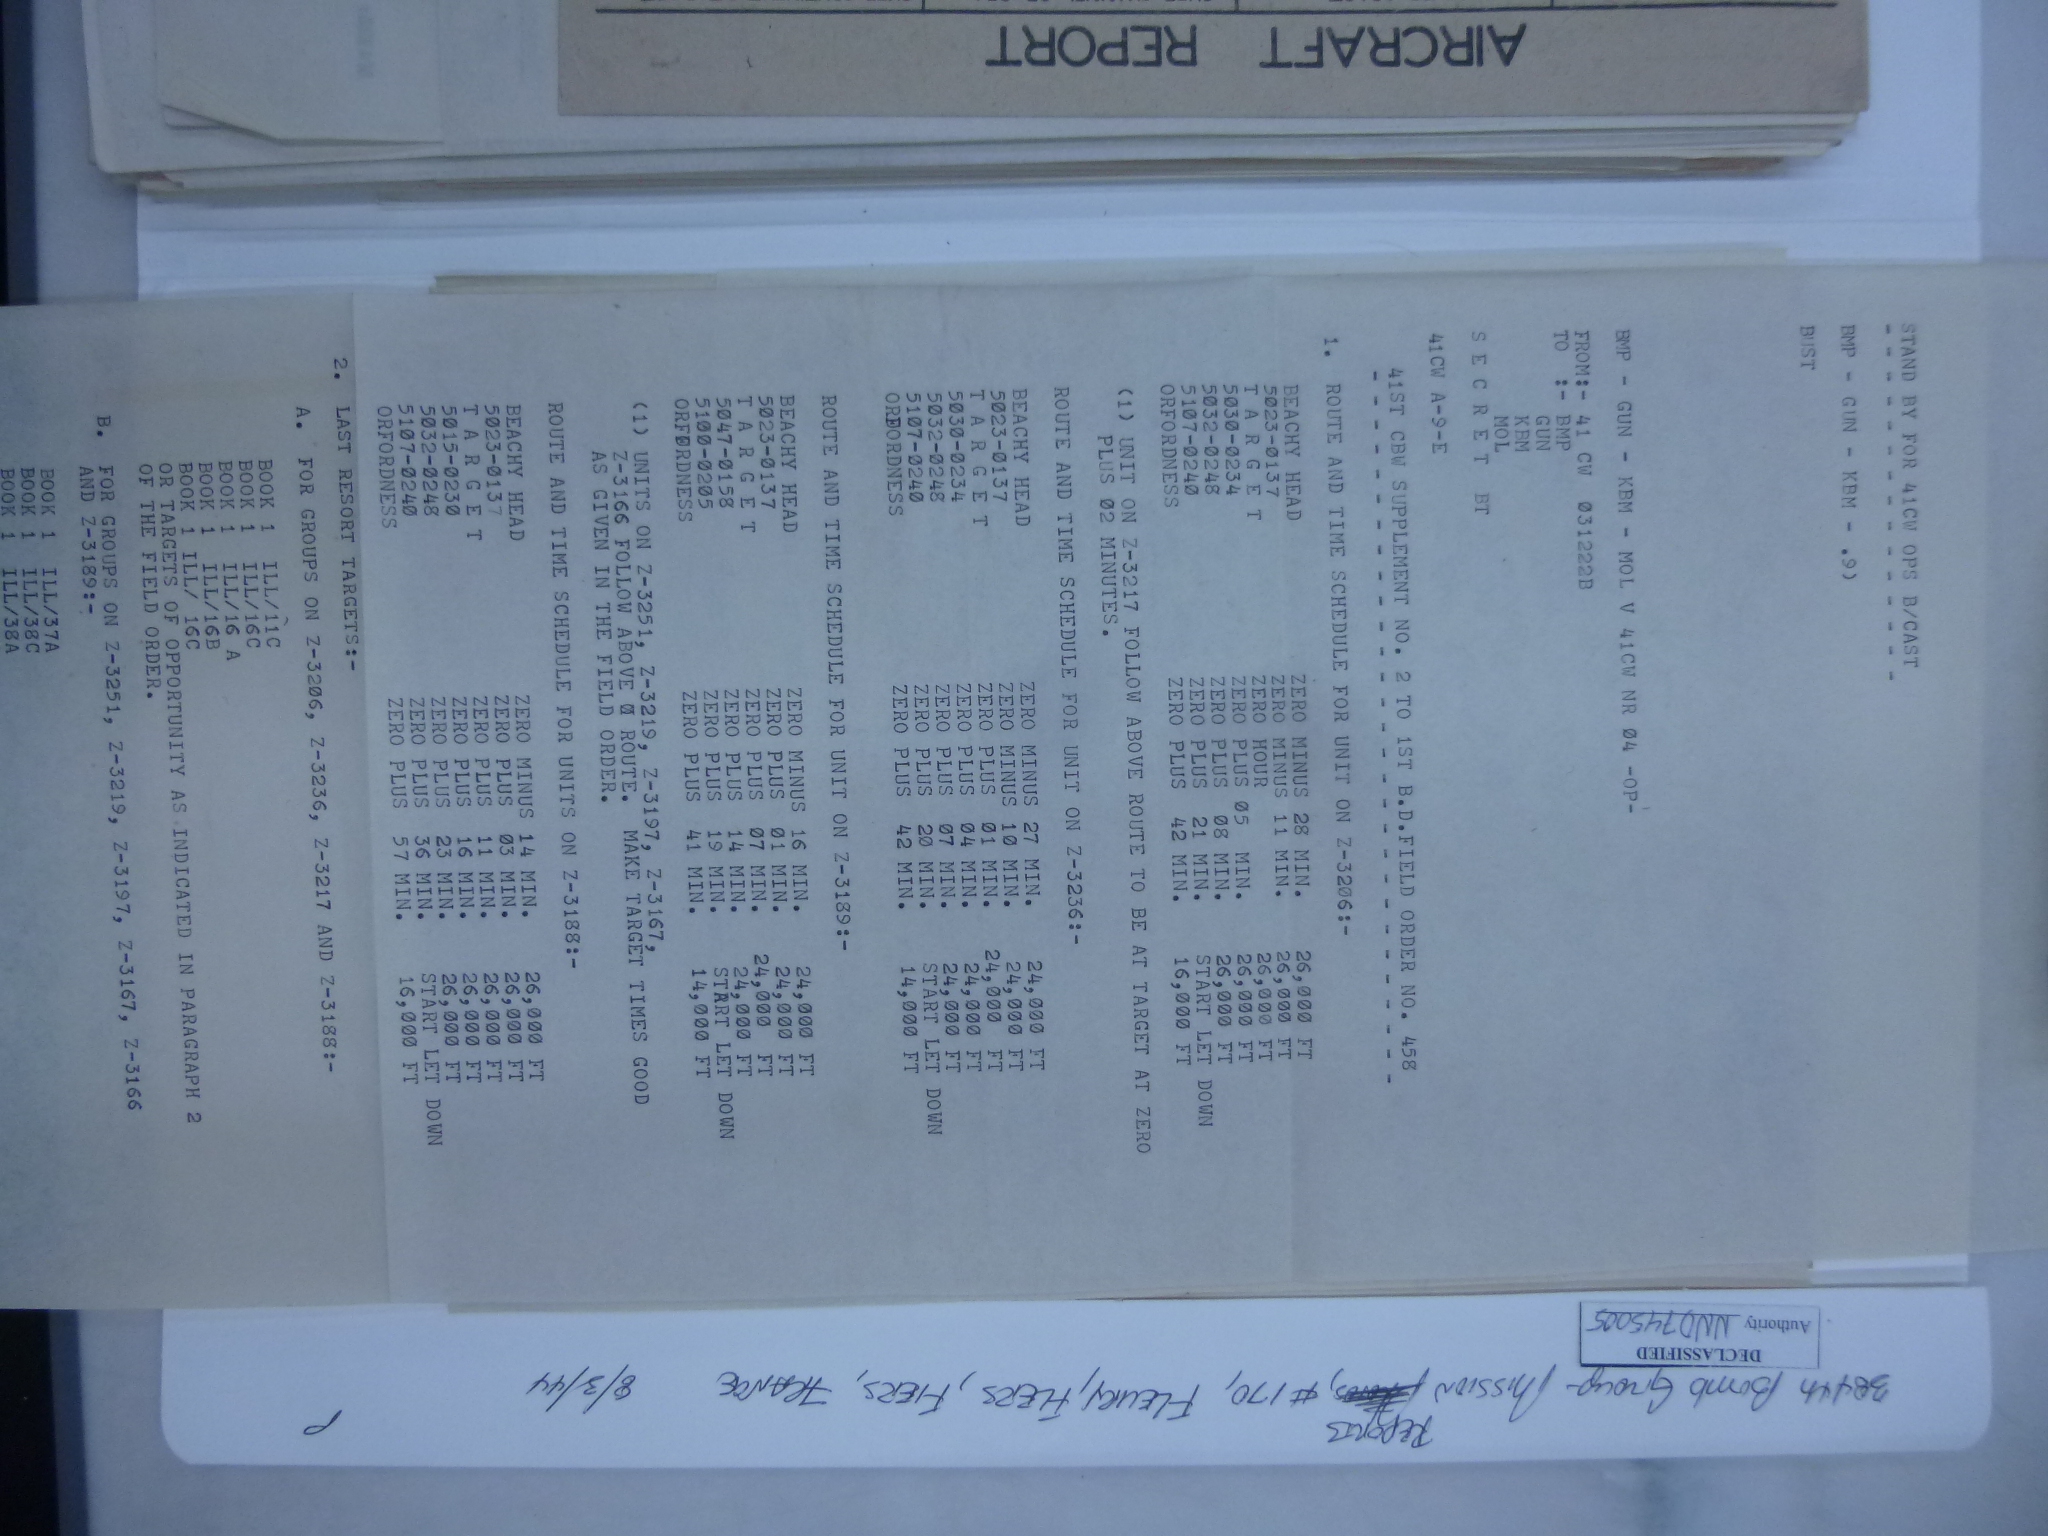 AIRCRAFT REPORT
STAND BY FOR 41CW OPS B/CAST
- - - - - - - - - - - - - - - -
BMP - GUN - KBM - .9)
BUST
BMP - GUN - KBM - MOL V 41CW NR 04 -OP-
FROM:- 41 CW 031222B
TO :- BMP
GUN
KBM
MOL
S E C R E T BT
41CW A-9-E
41ST CBW SUPPLEMENT NO. 2 TO 1ST B.D.FIELD ORDER NO. 458
- - - - - - - - - - - - - - - - - - - - - - - - - - - -
1. ROUTE AND TIME SCHEDULE FOR UNIT ON Z-3206:-
BEACHY HEAD ZERO MINUS 28 MIN. 26,000 FT
5023-0137 ZERO MINUS 11 MIN. 26,000 FT
T A R G E T ZERO HOUR 26,000 FT
5030-0234 ZERO PLUS 05 MIN. 26,000 FT
5032-0248 ZERO PLUS 08 MIN. 26,000 FT
5107-0240 ZERO PLUS 21 MIN. START LET DOWN
ORFORDNESS ZERO PLUS 42 MIN. 16,000 FT
(1) UNIT ON Z-3217 FOLLOW ABOVE ROUTE TO BE AT TARGET AT ZERO
PLUS 02 MINUTES.
ROUTE AND TIME SCHEDULE FOR UNIT ON Z-3236:-
BEACHY HEAD ZERO MINUS 27 MIN. 24,000 FT
5023-0137 ZERO MINUS 10 MIN. 24,000 FT
T A R G E T ZERO PLUS 01 MIN. 24,000 FT
5030-0234 ZERO PLUS 04 MIN. 24,000 FT
5032-0248 ZERO PLUS 07 MIN. 24,000 FT
5107-0240 ZERO PLUS 20 MIN. START LET DOWN
ORFORDNESS ZERO PLUS 42 MIN. 14,000 FT
ROUTE AND TIME SCHEDULE FOR UNIT ON Z-3189:-
BEACHY HEAD ZERO MINUS 16 MIN. 24,000 FT
5023-0137 ZERO PLUS 01 MIN. 24,000 FT
T A R G E T ZERO PLUS 07 MIN. 24,000 FT
5047-0158 ZERO PLUS 14 MIN. 24,000 FT
5100-0205 ZERO PLUS 19 MIN. START LET DOWN
ORFORDNESS ZERO PLUS 41 MIN. 14,000 FT
(1) UNITS ON Z-3251, Z-3219, Z-3197, Z-3167,
Z-3166 FOLLOW ABOVE 0 ROUTE. MAKE TARGET TIMES GOOD
AS GIVEN IN THE FIELD ORDER.
ROUTE AND TIME SCHEDULE FOR UNITS ON Z-3188:-
BEACHY HEAD ZERO MINUS 14 MIN. 26,000 FT
5023-0137 ZERO PLUS 03 MIN. 26,000 FT
T A R G E T ZERO PLUS 11 MIN. 26,000 FT
5015-0230 ZERO PLUS 16 MIN. 26,000 FT
5032-0248 ZERO PLUS 23 MIN. 26,000 FT
5107-0240 ZERO PLUS 36 MIN. START LET DOWN
ORFORDNESS ZERO PLUS 57 MIN. 16,000 FT
2. LAST RESORT TARGETS:-
A. FOR GROUPS ON Z-3206, Z-3236, Z-3217 AND Z-3188:-
BOOK 1 ILL/11C
BOOK 1 ILL/16C
BOOK 1 ILL/16 A
BOOK 1 ILL/16B
BOOK 1 ILL/ 16C
OR TARGETS OF OPPORTUNITY AS INDICATED IN PARAGRAPH 2
OF THE FIELD ORDER.
B. FOR GROUPS ON Z-3251, Z-3219, Z-3197, Z-3167, Z-3166
AND Z-3189:-
BOOK 1 ILL/37A
BOOK 1 ILL/38C
BOOK 1 ILL/38A
DECLASSIFIED
Authority NND745005
384th Bomb Group - Mission Reports, #170, Fleury, Flers, Fiers, FRANCE 8/3/44
P